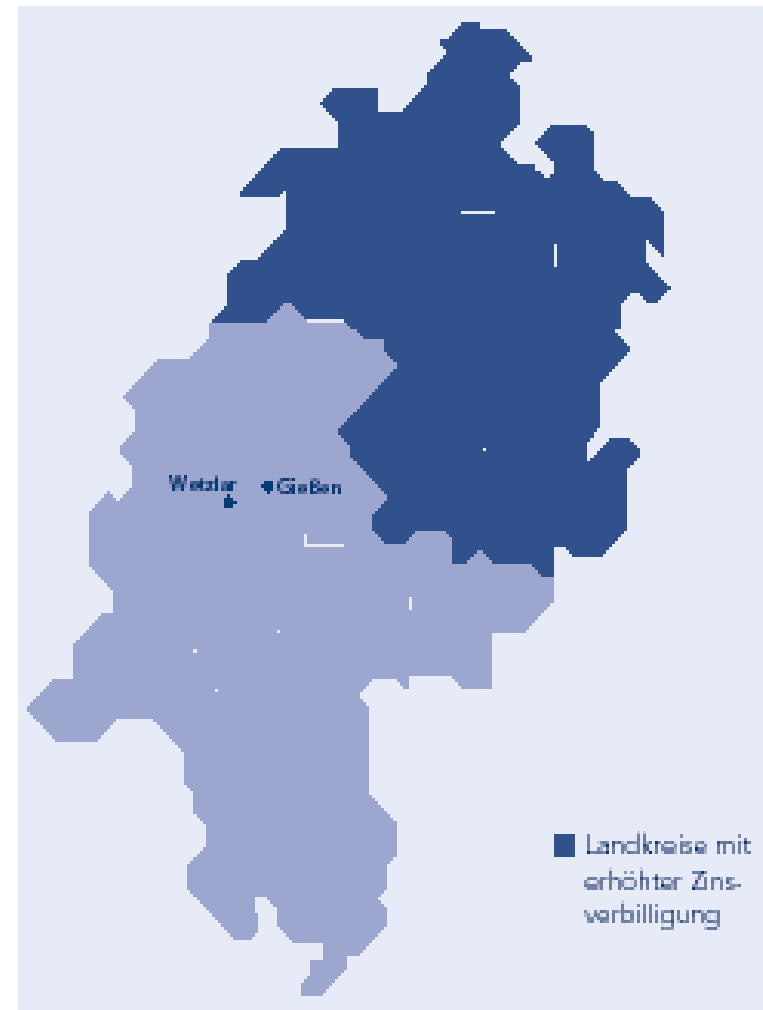 Wetzlar
Gießen
Landkreise mit
erhöhter Zins-
verbilligung